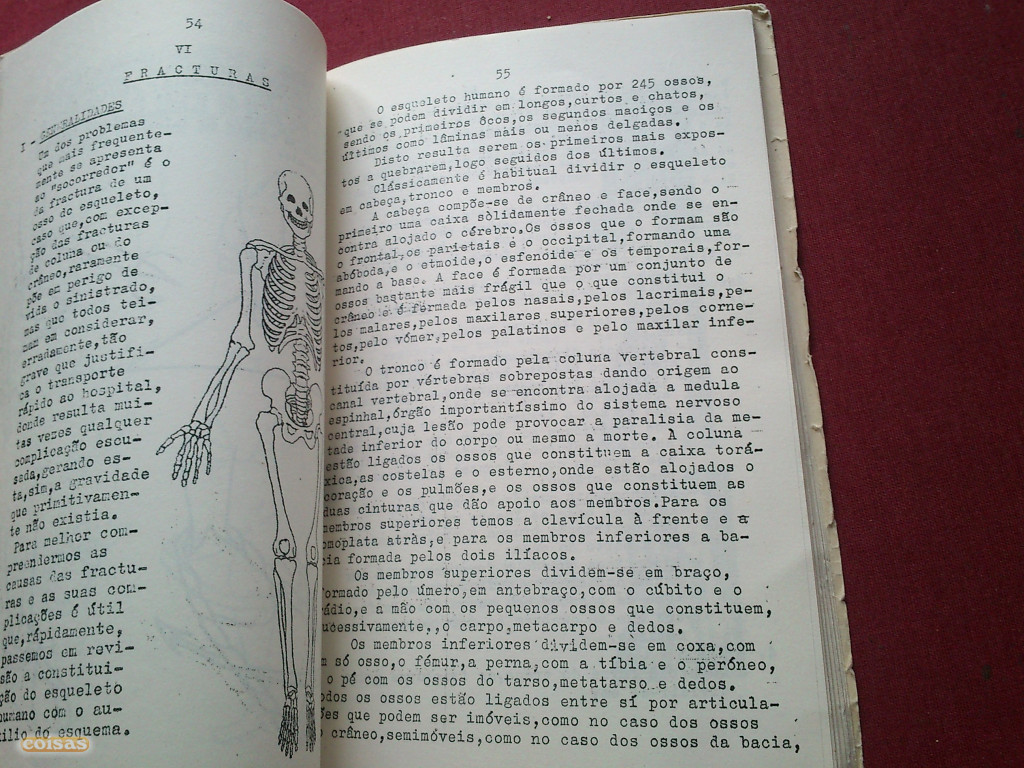 54
VI
FRACTURAS
I - GENERALIDADES
Um dos problemas
que mais frequente-
mente se apresenta
ao "socorredor" é o
da fractura de um
osso do esqueleto,
caso que,com excep-
ção das fracturas
de coluna ou do
crâneo,raramente
põe em perigo de
vida o sinistrado,
mas que todos tei-
mam em considerar,
erradamente,tão
grave que justifi-
ca o transporte
rápido ao hospital,
donde resulta mui-
tas vezes qualquer
complicação escu-
sada,gerando es-
ta,sim,a gravidade
que primitivamen-
te não existia.
Para melhor com-
preendermos as
causas das fractu-
ras e as suas com-
plicações é útil
que,rápidamente,
passemos em revi-
são a constitui-
ção do esqueleto
humano com o au-
xílio do esquema.
55
O esqueleto humano é formado por 245 ossos,
que se podem dividir em longos,curtos e chatos,
sendo os primeiros ôcos,os segundos maciços e os
últimos como lâminas mais ou menos delgadas.
Disto resulta serem os primeiros mais expos-
tos a quebrarem,logo seguidos dos últimos.
Clássicamente é habitual dividir o esqueleto
em cabeça,tronco e membros.
A cabeça compõe-se de crâneo e face,sendo o
primeiro uma caixa sòlidamente fechada onde se en-
contra alojado o cérebro.Os ossos que o formam são
o frontal,os parietais e o occipital,formando uma
abóboda,e o etmoide,o esfenóide e os temporais,for-
mando a base. A face é formada por um conjunto de
ossos bastante mais frágil que o que constitui o
crâneo e é formada pelos nasais,pelos lacrimais,pe-
los malares,pelos maxilares superiores,pelos corne-
tos,pelo vómer,pelos palatinos e pelo maxilar infe-
rior.
O tronco é formado pela coluna vertebral cons-
tituída por vértebras sobrepostas dando origem ao
canal vertebral,onde se encontra alojada a medula
espinhal,órgão importantíssimo do sistema nervoso
central,cuja lesão pode provocar a paralisia da me-
tade inferior do corpo ou mesmo a morte. À coluna
estão ligados os ossos que constituem a caixa torá-
xica,as costelas e o esterno,onde estão alojados o
coração e os pulmões,e os ossos que constituem as
duas cinturas que dão apoio aos membros.Para os
membros superiores temos a clavícula à frente e a
omoplata atrás,e para os membros inferiores a ba-
cia formada pelos dois ilíacos.
Os membros superiores dividem-se em braço,
formado pelo úmero,em antebraço,com o cúbito e o
rádio,e a mão com os pequenos ossos que constituem,
sucessivamente,,o carpo,metacarpo e dedos.
Os membros inferiores dividem-se em coxa,com
um só osso,o fémur,a perna,com a tíbia e o peróneo,
o pé com os ossos do tarso,metatarso e dedos.
Todos os ossos estão ligados entre sí por articula-
ções que podem ser imóveis,como no caso dos ossos
o crâneo,semimóveis,como no caso dos ossos da bacia,
coisas